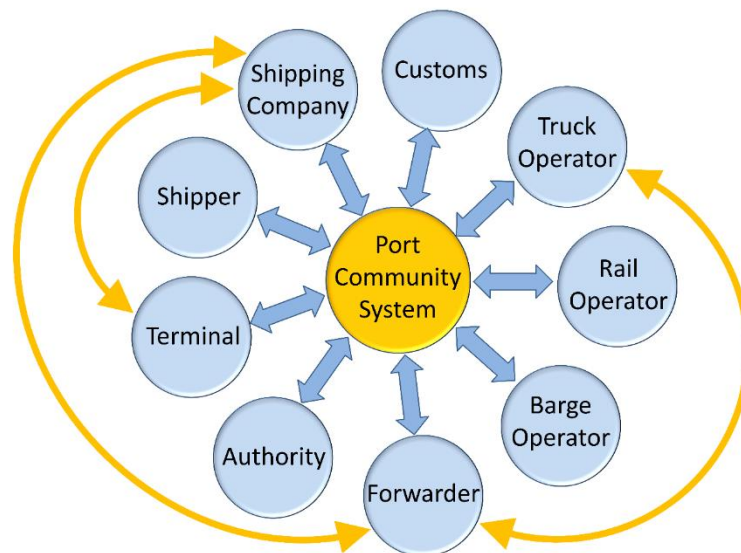 Shipping
Company
Customs
Truck
Operator
Shipper
Port
Community
System
Rail
Operator
Terminal
Barge
Operator
Authority
Forwarder